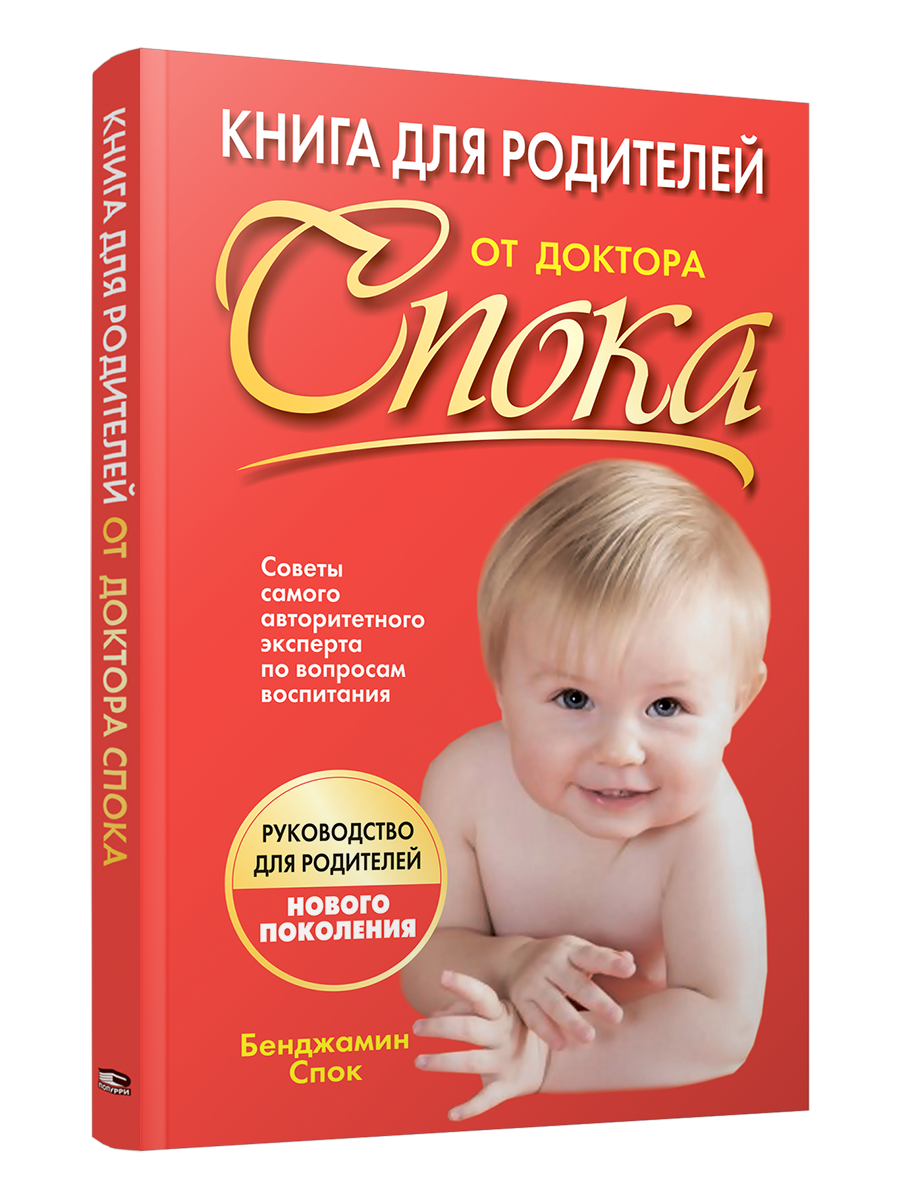 КНИГА ДЛЯ РОДИТЕЛЕЙ
ОТ ДОКТОРА
Спока
Советы
самого
авторитетного
эксперта
по вопросам
воспитания
РУКОВОДСТВО
ДЛЯ РОДИТЕЛЕЙ
НОВОГО
ПОКОЛЕНИЯ
Бенджамин
Спок
КНИГА ДЛЯ РОДИТЕЛЕЙ ОТ ДОКТОРА СПОКА
ПОПУРРИ